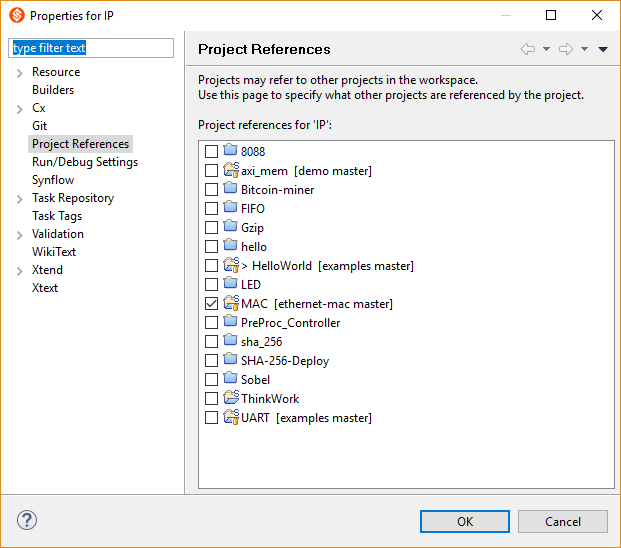 Properties for IP
type filter text
Resource
Builders
Cx
Git
Project References
Run/Debug Settings
Synflow
Task Repository
Task Tags
Validation
WikiText
Xtend
Xtext
Project References
Projects may refer to other projects in the workspace.
Use this page to specify what other projects are referenced by the project.
Project references for 'IP':
8088
axi_mem [demo master]
Bitcoin-miner
FIFO
Gzip
hello
> HelloWorld [examples master]
LED
MAC [ethernet-mac master]
PreProc_Controller
sha_256
SHA-256-Deploy
Sobel
ThinkWork
UART [examples master]
?
OK
Cancel